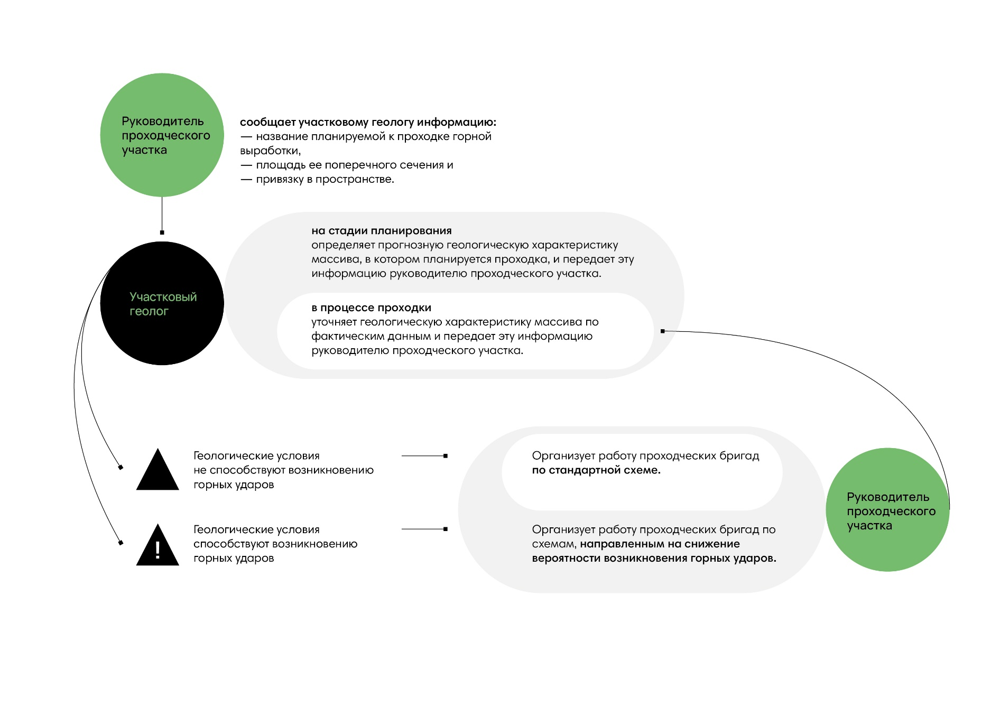 Руководитель
проходческого
участка
сообщает участковому геологу информацию:
— название планируемой к проходке горной
выработки,
— площадь ее поперечного сечения и
— привязку в пространстве.
Участковый
геолог
на стадии планирования
определяет прогнозную геологическую характеристику
массива, в котором планируется проходка, и передает эту
информацию руководителю проходческого участка.
в процессе проходки
уточняет геологическую характеристику массива по
фактическим данным и передает эту информацию
руководителю проходческого участка.
Геологические условия
не способствуют возникновению
горных ударов
Организует работу проходческих бригад
по стандартной схеме.
!
Геологические условия
способствуют возникновению
горных ударов
Организует работу проходческих бригад по
схемам, направленным на снижение
вероятности возникновения горных ударов.
Руководитель
проходческого
участка